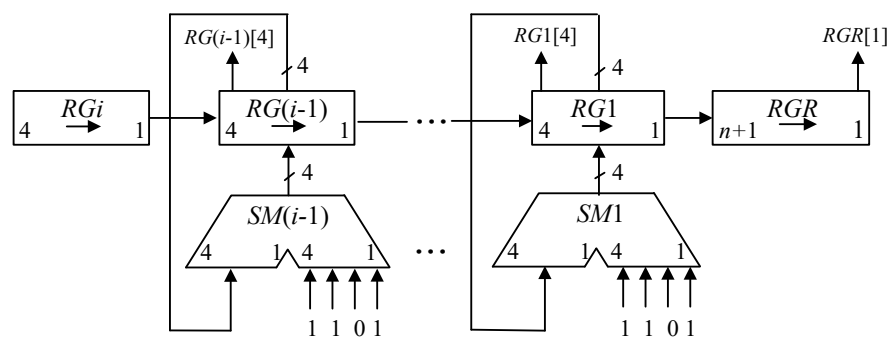 RG(i-1)[4] RG1[4] RGR[1]
4 4
RGi RG(i-1) RG1 RGR
4 1 4 1 ... 4 1 n+1 1
4 4
SM(i-1) SM1
4 1 4 1 ... 4 1 4 1
1 1 0 1 1 1 0 1